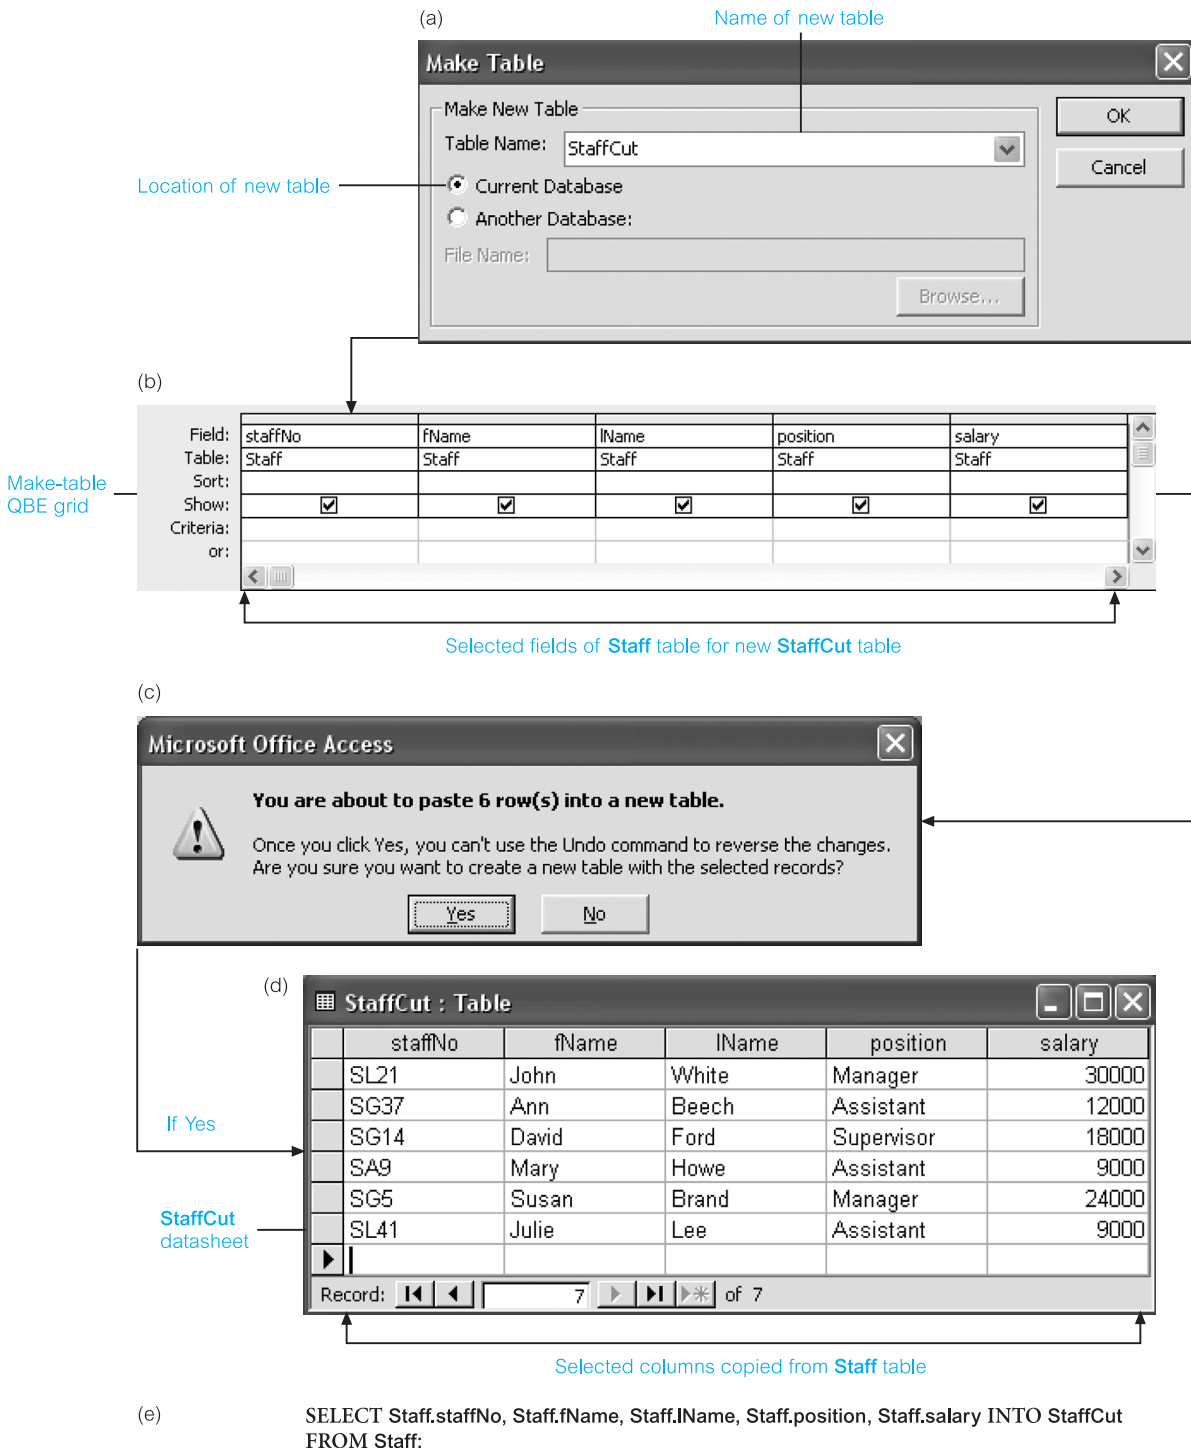 (a)
Name of new table
Make Table
Make New Table
Table Name: StaffCut
OK
Cancel
Location of new table
Current Database
Another Database:
File Name:
Browse...
(b)
Make-table
QBE grid
Field: staffNo fName lName position salary
Table: Staff Staff Staff Staff Staff
Sort:
Show:
Criteria:
or:
Selected fields of Staff table for new StaffCut table
(c)
Microsoft Office Access
You are about to paste 6 row(s) into a new table.
Once you click Yes, you can't use the Undo command to reverse the changes.
Are you sure you want to create a new table with the selected records?
Yes No
(d)
StaffCut : Table
staffNo fName lName position salary
SL21 John White Manager 30000
SG37 Ann Beech Assistant 12000
SG14 David Ford Supervisor 18000
SA9 Mary Howe Assistant 9000
SG5 Susan Brand Manager 24000
SL41 Julie Lee Assistant 9000
If Yes
StaffCut
datasheet
Record: 7 of 7
Selected columns copied from Staff table
(e)
SELECT Staff.staffNo, Staff.fName, Staff.lName, Staff.position, Staff.salary INTO StaffCut
FROM Staff;